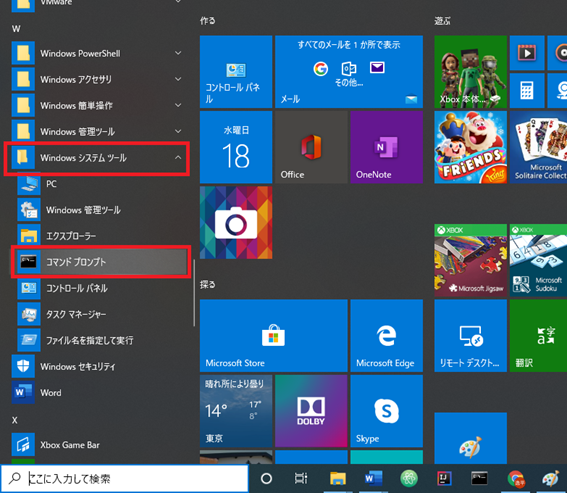 VMware
W
Windows PowerShell
Windows アクセサリ
Windows 簡単操作
Windows 管理ツール
Windows システム ツール
PC
Windows 管理ツール
エクスプローラー
コマンド プロンプト
コントロール パネル
タスク マネージャー
ファイル名を指定して実行
Windows セキュリティ
Word
X
Xbox Game Bar
ここに入力して検索
作る
コントロール パネ
ル
すべてのメールを 1 か所で表示
その他...
メール
水曜日
18
Office
OneNote
探る
Microsoft Store
Microsoft Edge
晴れ所により曇り
14°
17°
8°
東京
DOLBY
Skype
遊ぶ
Xbox 本体...
FRIENDS
King
Microsoft
Solitaire Collect
XBOX
Microsoft Jigsaw
XBOX
Microsoft
Sudoku
リモート デスクト...
あ字
翻訳